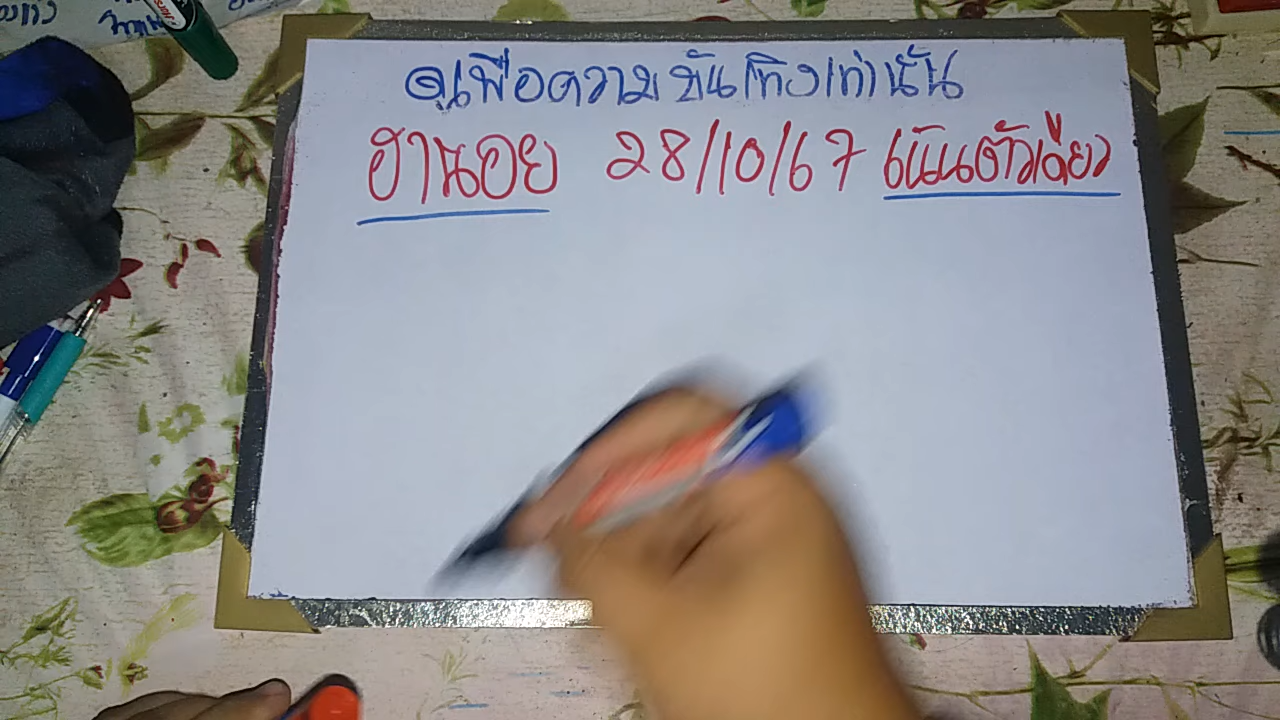 ดูเพื่อความบันเทิงเท่านั้น
ฮานอย 28/10/67 เน้นตัวเดียว